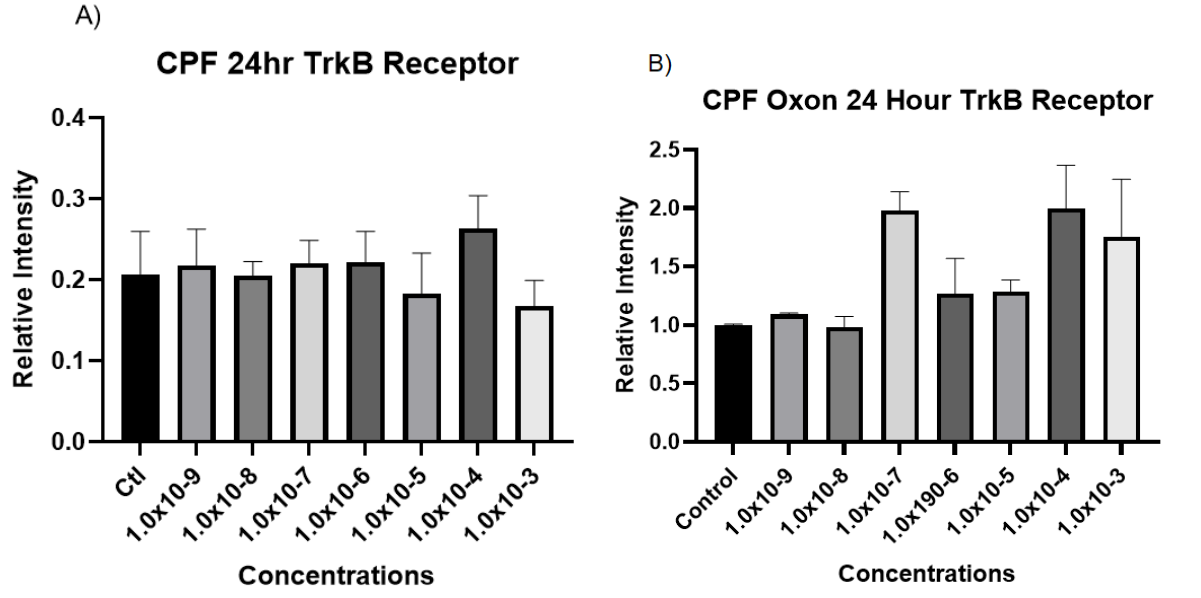 A)
CPF 24hr TrkB Receptor
Relative Intensity
0.4
0.3
0.2
0.1
0.0
Ctl
1.0x10-9
1.0x10-8
1.0x10-7
1.0x10-6
1.0x10-5
1.0x10-4
1.0x10-3
Concentrations
B)
CPF Oxon 24 Hour TrkB Receptor
Relative Intensity
2.5
2.0
1.5
1.0
0.5
0.0
Control
1.0x10-9
1.0x10-8
1.0x10-7
1.0x190-6
1.0x10-5
1.0x10-4
1.0x10-3
Concentrations